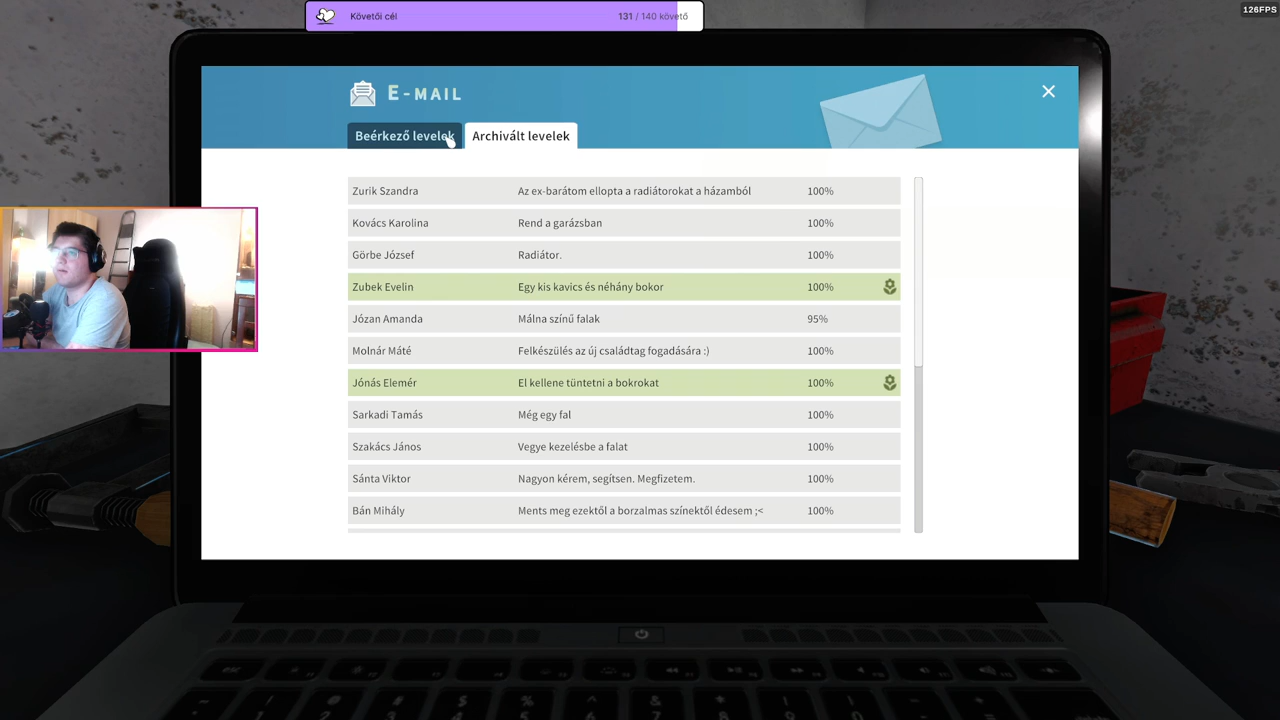 Követői cél 131 / 140 követő
126FPS
E-MAIL
Beérkező levelek Archivált levelek
Zurik Szandra Az ex-barátom ellopta a radiátorokat a házamból 100%
Kovács Karolina Rend a garázsban 100%
Görbe József Radiátor. 100%
Zubek Evelin Egy kis kavics és néhány bokor 100%
Józan Amanda Málna színű falak 95%
Molnár Máté Felkészülés az új családtag fogadására :) 100%
Jónás Elemér El kellene tüntetni a bokrokat 100%
Sarkadi Tamás Még egy fal 100%
Szakács János Vegye kezelésbe a falat 100%
Sánta Viktor Nagyon kérem, segítsen. Megfizetem. 100%
Bán Mihály Ments meg ezektől a borzalmas színektől édesem ;< 100%